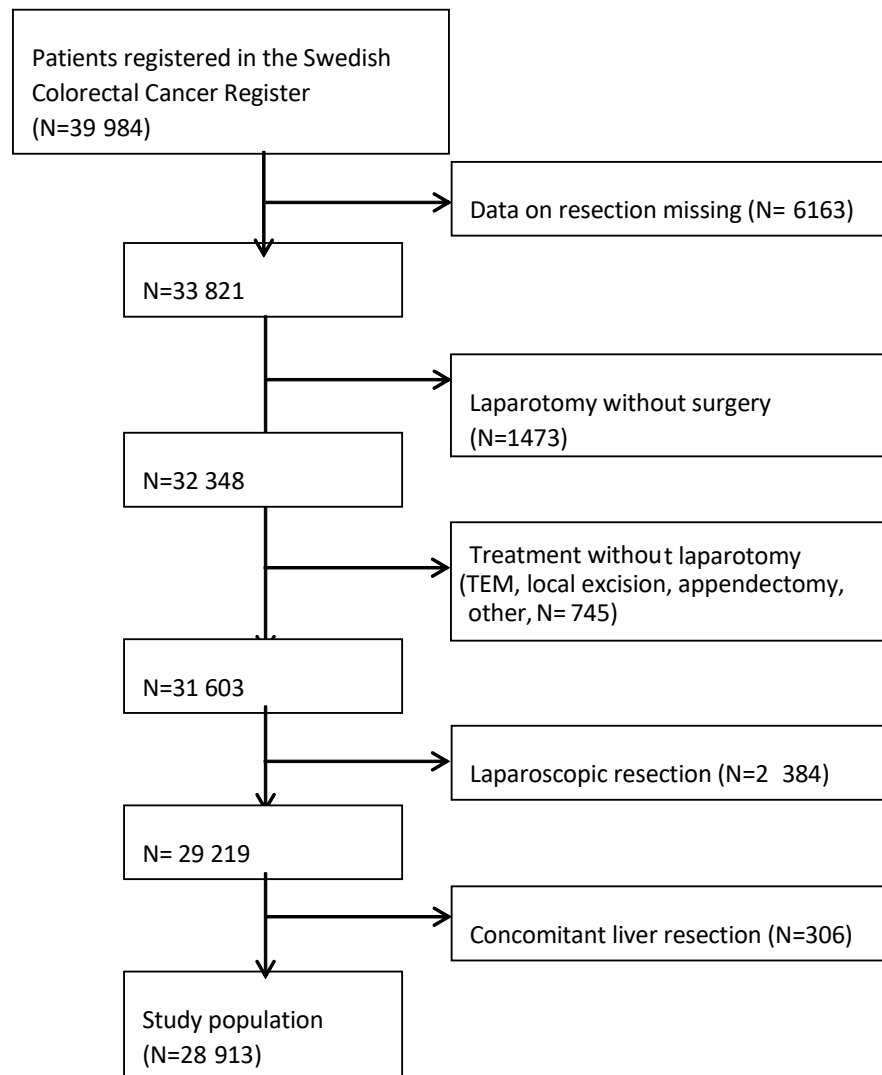 Patients registered in the Swedish
Colorectal Cancer Register
(N=39 984)
Data on resection missing (N= 6163)
N=33 821
Laparotomy without surgery
(N=1473)
N=32 348
Treatment without laparotomy
(TEM, local excision, appendectomy,
other, N= 745)
N=31 603
Laparoscopic resection (N=2 384)
N= 29 219
Concomitant liver resection (N=306)
Study population
(N=28 913)